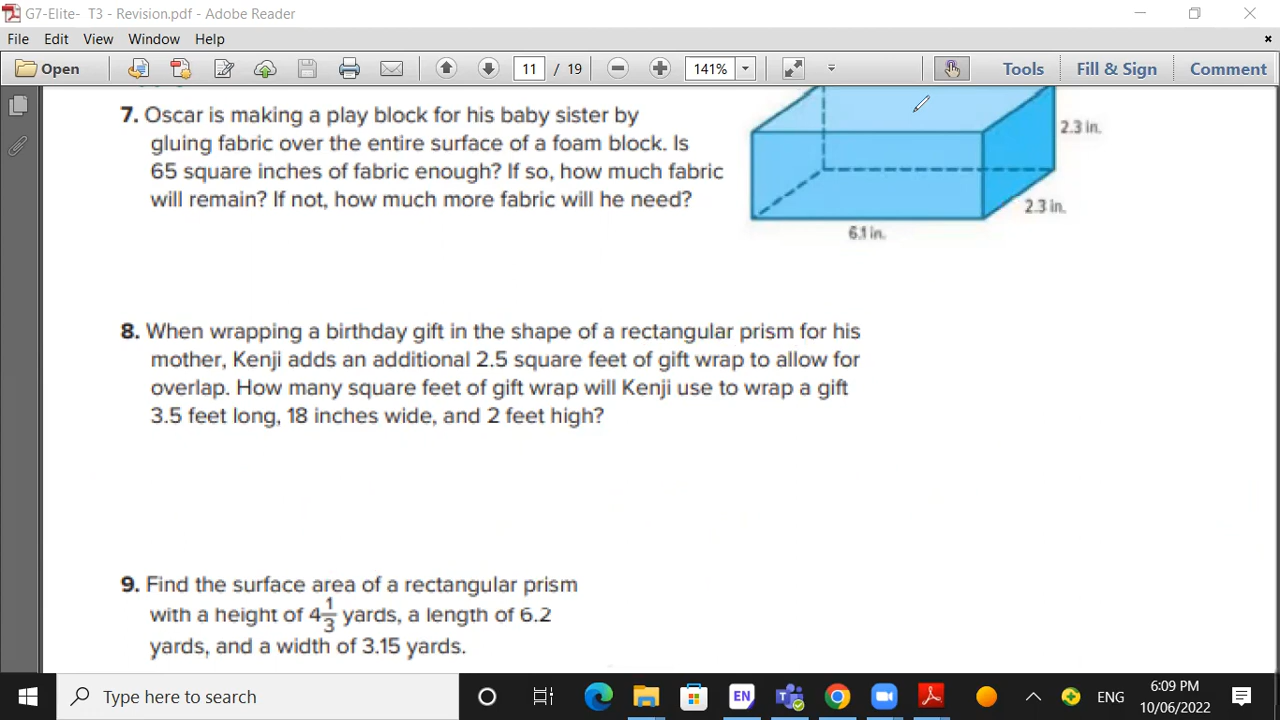 G7-Elite- T3 - Revision.pdf - Adobe Reader
File Edit View Window Help
Open 11 / 19 141% Tools Fill & Sign Comment
7. Oscar is making a play block for his baby sister by
gluing fabric over the entire surface of a foam block. Is
65 square inches of fabric enough? If so, how much fabric
will remain? If not, how much more fabric will he need?
2.3 in.
2.3 in.
6.1 in.
8. When wrapping a birthday gift in the shape of a rectangular prism for his
mother, Kenji adds an additional 2.5 square feet of gift wrap to allow for
overlap. How many square feet of gift wrap will Kenji use to wrap a gift
3.5 feet long, 18 inches wide, and 2 feet high?
9. Find the surface area of a rectangular prism
with a height of 4 1/3 yards, a length of 6.2
yards, and a width of 3.15 yards.
Type here to search
EN
ENG
6:09 PM
10/06/2022